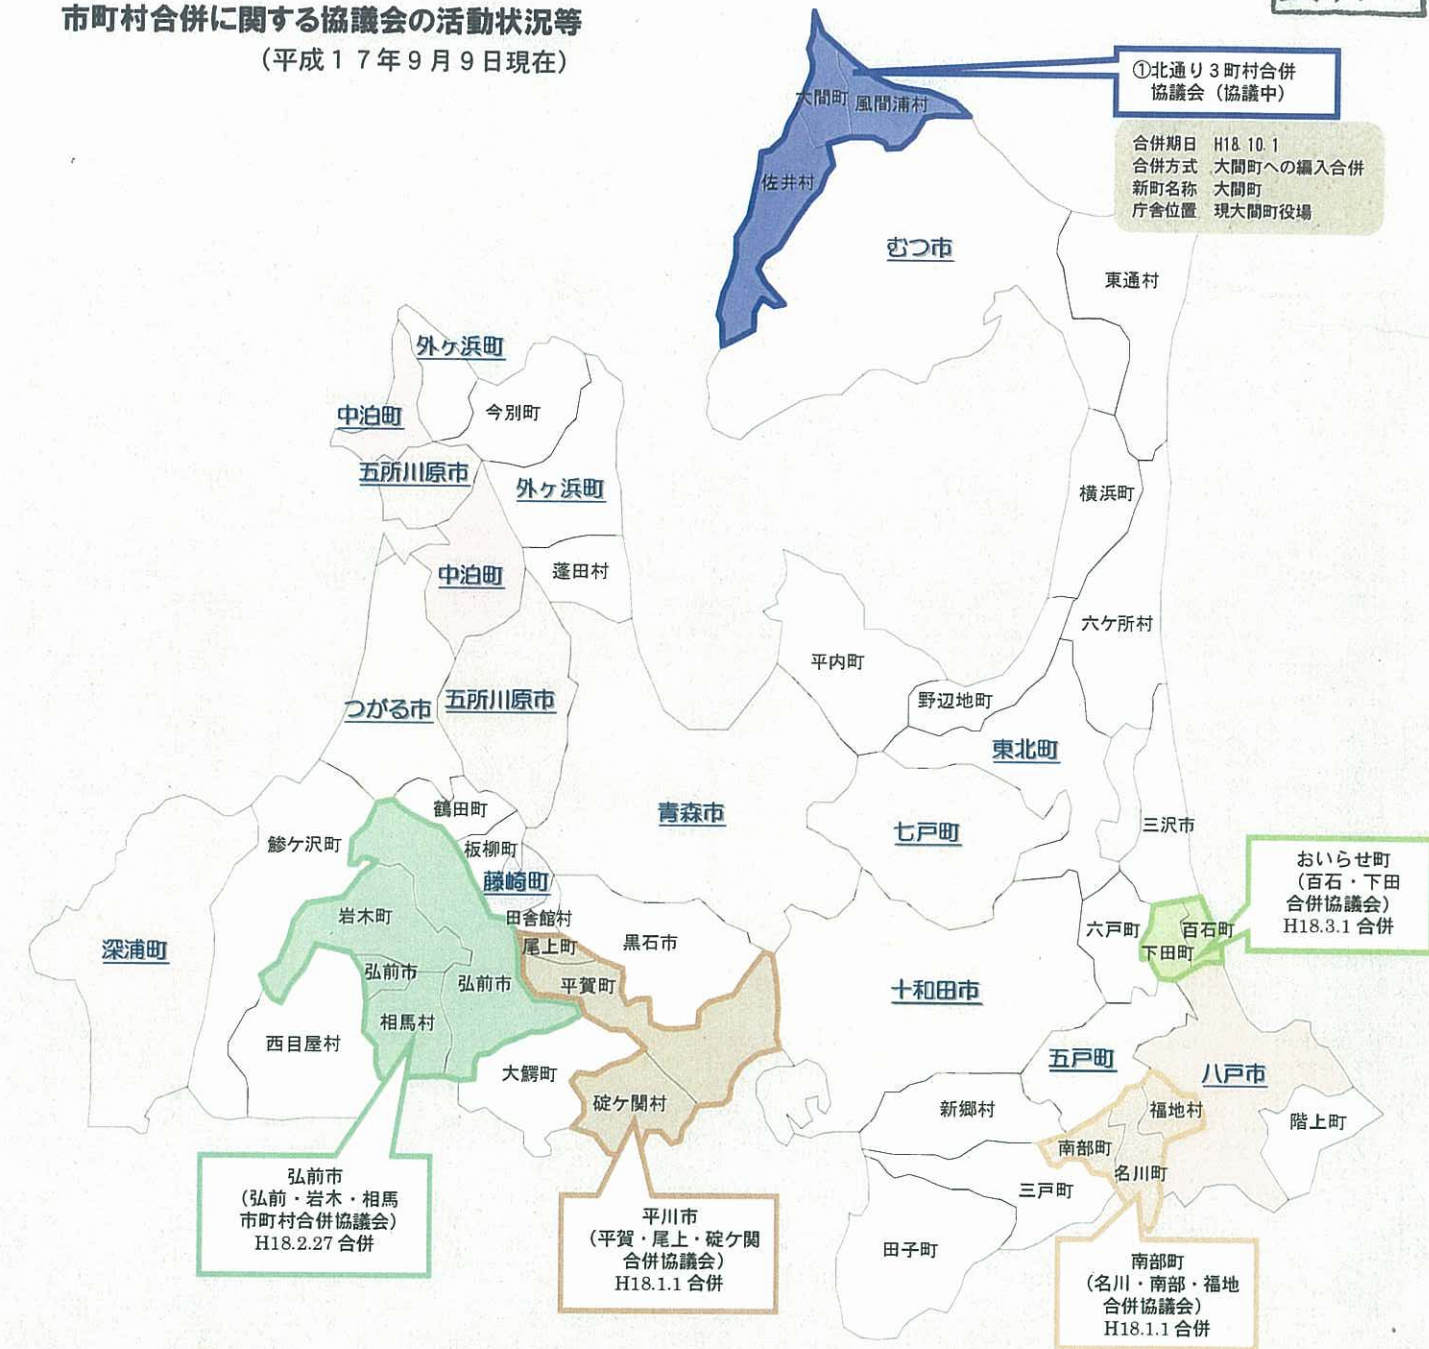 市町村合併に関する協議会の活動状況等
(平成17年9月9日現在)
①北通り3町村合併
協議会（協議中）
合併期日 H18.10.1
合併方式 大間町への編入合併
新町名称 大間町
庁舎位置 現大間町役場
大間町
風間浦村
佐井村
むつ市
東通村
外ヶ浜町
中泊町
今別町
五所川原市
外ヶ浜町
横浜町
中泊町
蓬田村
六ケ所村
平内町
野辺地町
つがる市
五所川原市
東北町
青森市
七戸町
三沢市
鶴田町
鰺ケ沢町
板柳町
藤崎町
おいらせ町
（百石・下田
合併協議会）
H18.3.1 合併
岩木町
田舎館村
尾上町
黒石市
六戸町
百石町
下田町
深浦町
弘前市
弘前市
平賀町
十和田市
相馬村
西目屋村
大鰐町
五戸町
八戸市
碇ケ関村
新郷村
福地村
階上町
南部町
名川町
三戸町
田子町
弘前市
（弘前・岩木・相馬
市町村合併協議会）
H18.2.27 合併
平川市
（平賀・尾上・碇ケ関
合併協議会）
H18.1.1 合併
南部町
（名川・南部・福地
合併協議会）
H18.1.1 合併